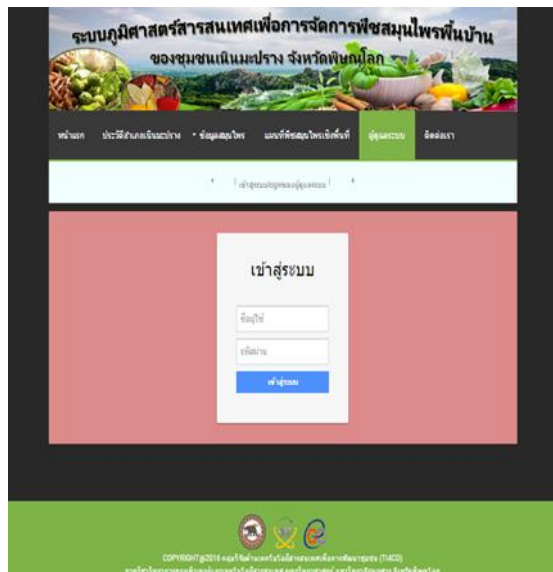 ระบบภูมิศาสตร์สารสนเทศเพื่อการจัดการพืชสมุนไพรพื้นบ้าน
ของชุมชนเนินมะปราง จังหวัดพิษณุโลก
หน้าแรก ประวัติอำเภอเนินมะปราง ข้อมูลสมุนไพร แผนที่พืชสมุนไพรเชิงพื้นที่ ผู้ดูแลระบบ ติดต่อเรา
เข้าสู่ระบบ
ชื่อผู้ใช้
รหัสผ่าน
เข้าสู่ระบบ
COPYRIGHT@2018 (TI4CD)